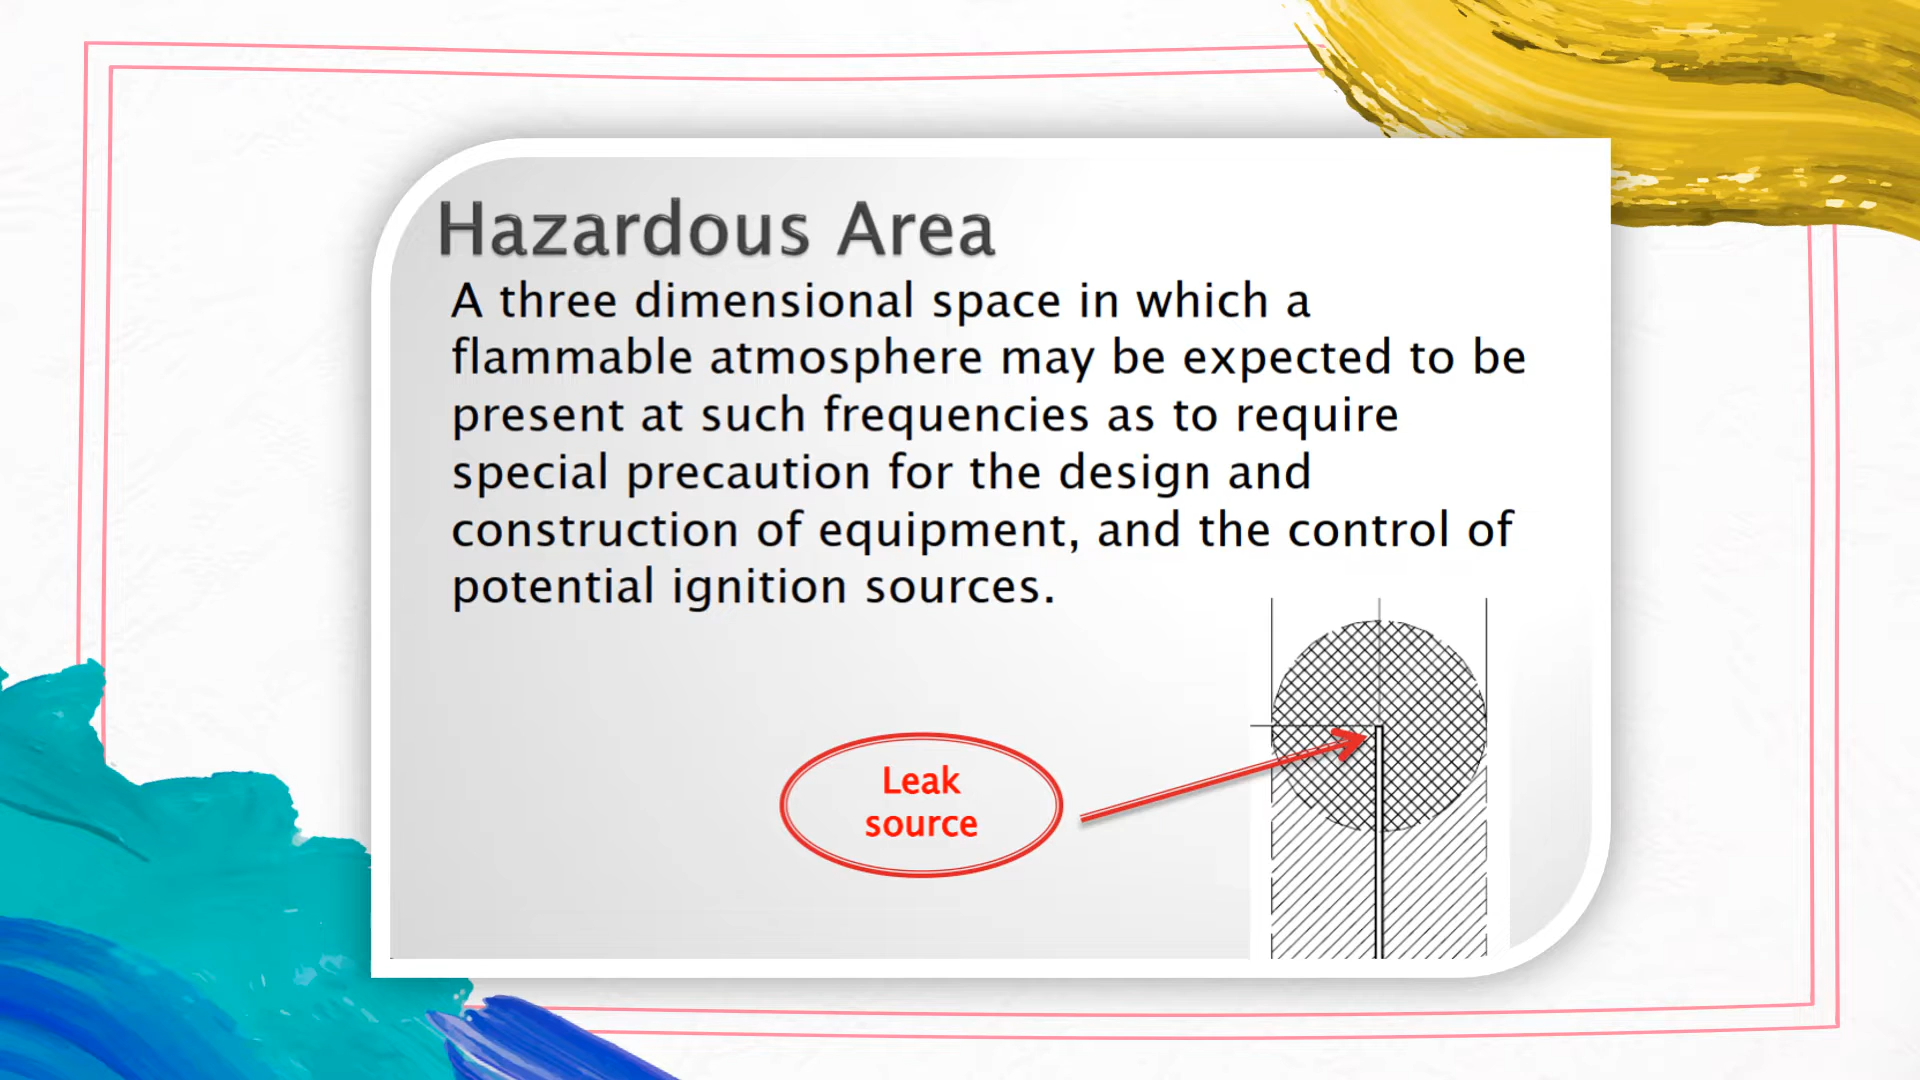 Hazardous Area
A three dimensional space in which a
flammable atmosphere may be expected to be
present at such frequencies as to require
special precaution for the design and
construction of equipment, and the control of
potential ignition sources.
Leak
source